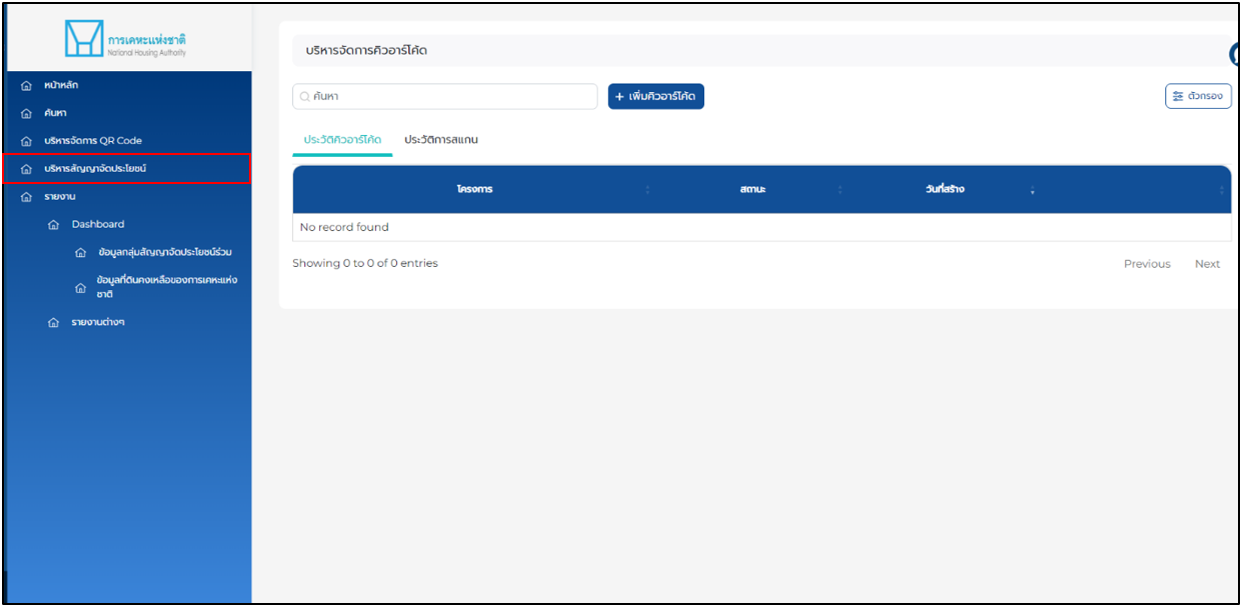 การเคหะแห่งชาติ
National Housing Authority
หน้าหลัก
ค้นหา
บริหารจัดการ QR Code
บริหารสัญญาจัดประโยชน์
รายงาน
Dashboard
ข้อมูลกลุ่มสัญญาจัดประโยชน์ร่วม
ข้อมูลที่ดินคงเหลือของการเคหะแห่ง
ชาติ
รายงานต่างๆ
บริหารจัดการคิวอาร์โค้ด
ค้นหา
+ เพิ่มคิวอาร์โค้ด
ตัวกรอง
ประวัติคิวอาร์โค้ด ประวัติการสแกน
โครงการ สถานะ วันที่สร้าง
No record found
Showing 0 to 0 of 0 entries
Previous Next